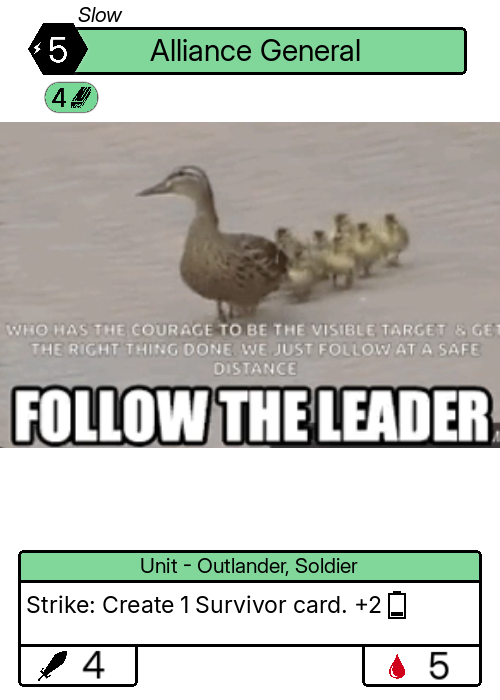 Slow
5
Alliance General
4
WHO HAS THE COURAGE TO BE THE VISIBLE TARGET & GET
THE RIGHT THING DONE WE JUST FOLLOW AT A SAFE
DISTANCE
FOLLOW THE LEADER
Unit - Outlander, Soldier
Strike: Create 1 Survivor card. +2
4
5